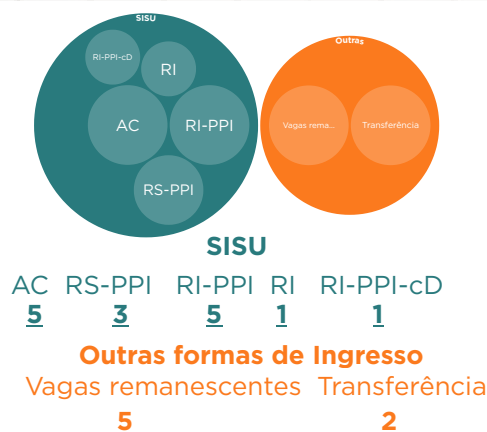 SISU
Outras
RI-PPI-cD
RI
AC
RI-PPI
Vagas rema...
Transferência
RS-PPI
SISU
AC RS-PPI RI-PPI RI RI-PPI-cD
5 3 5 1 1
Outras formas de Ingresso
Vagas remanescentes Transferência
5 2